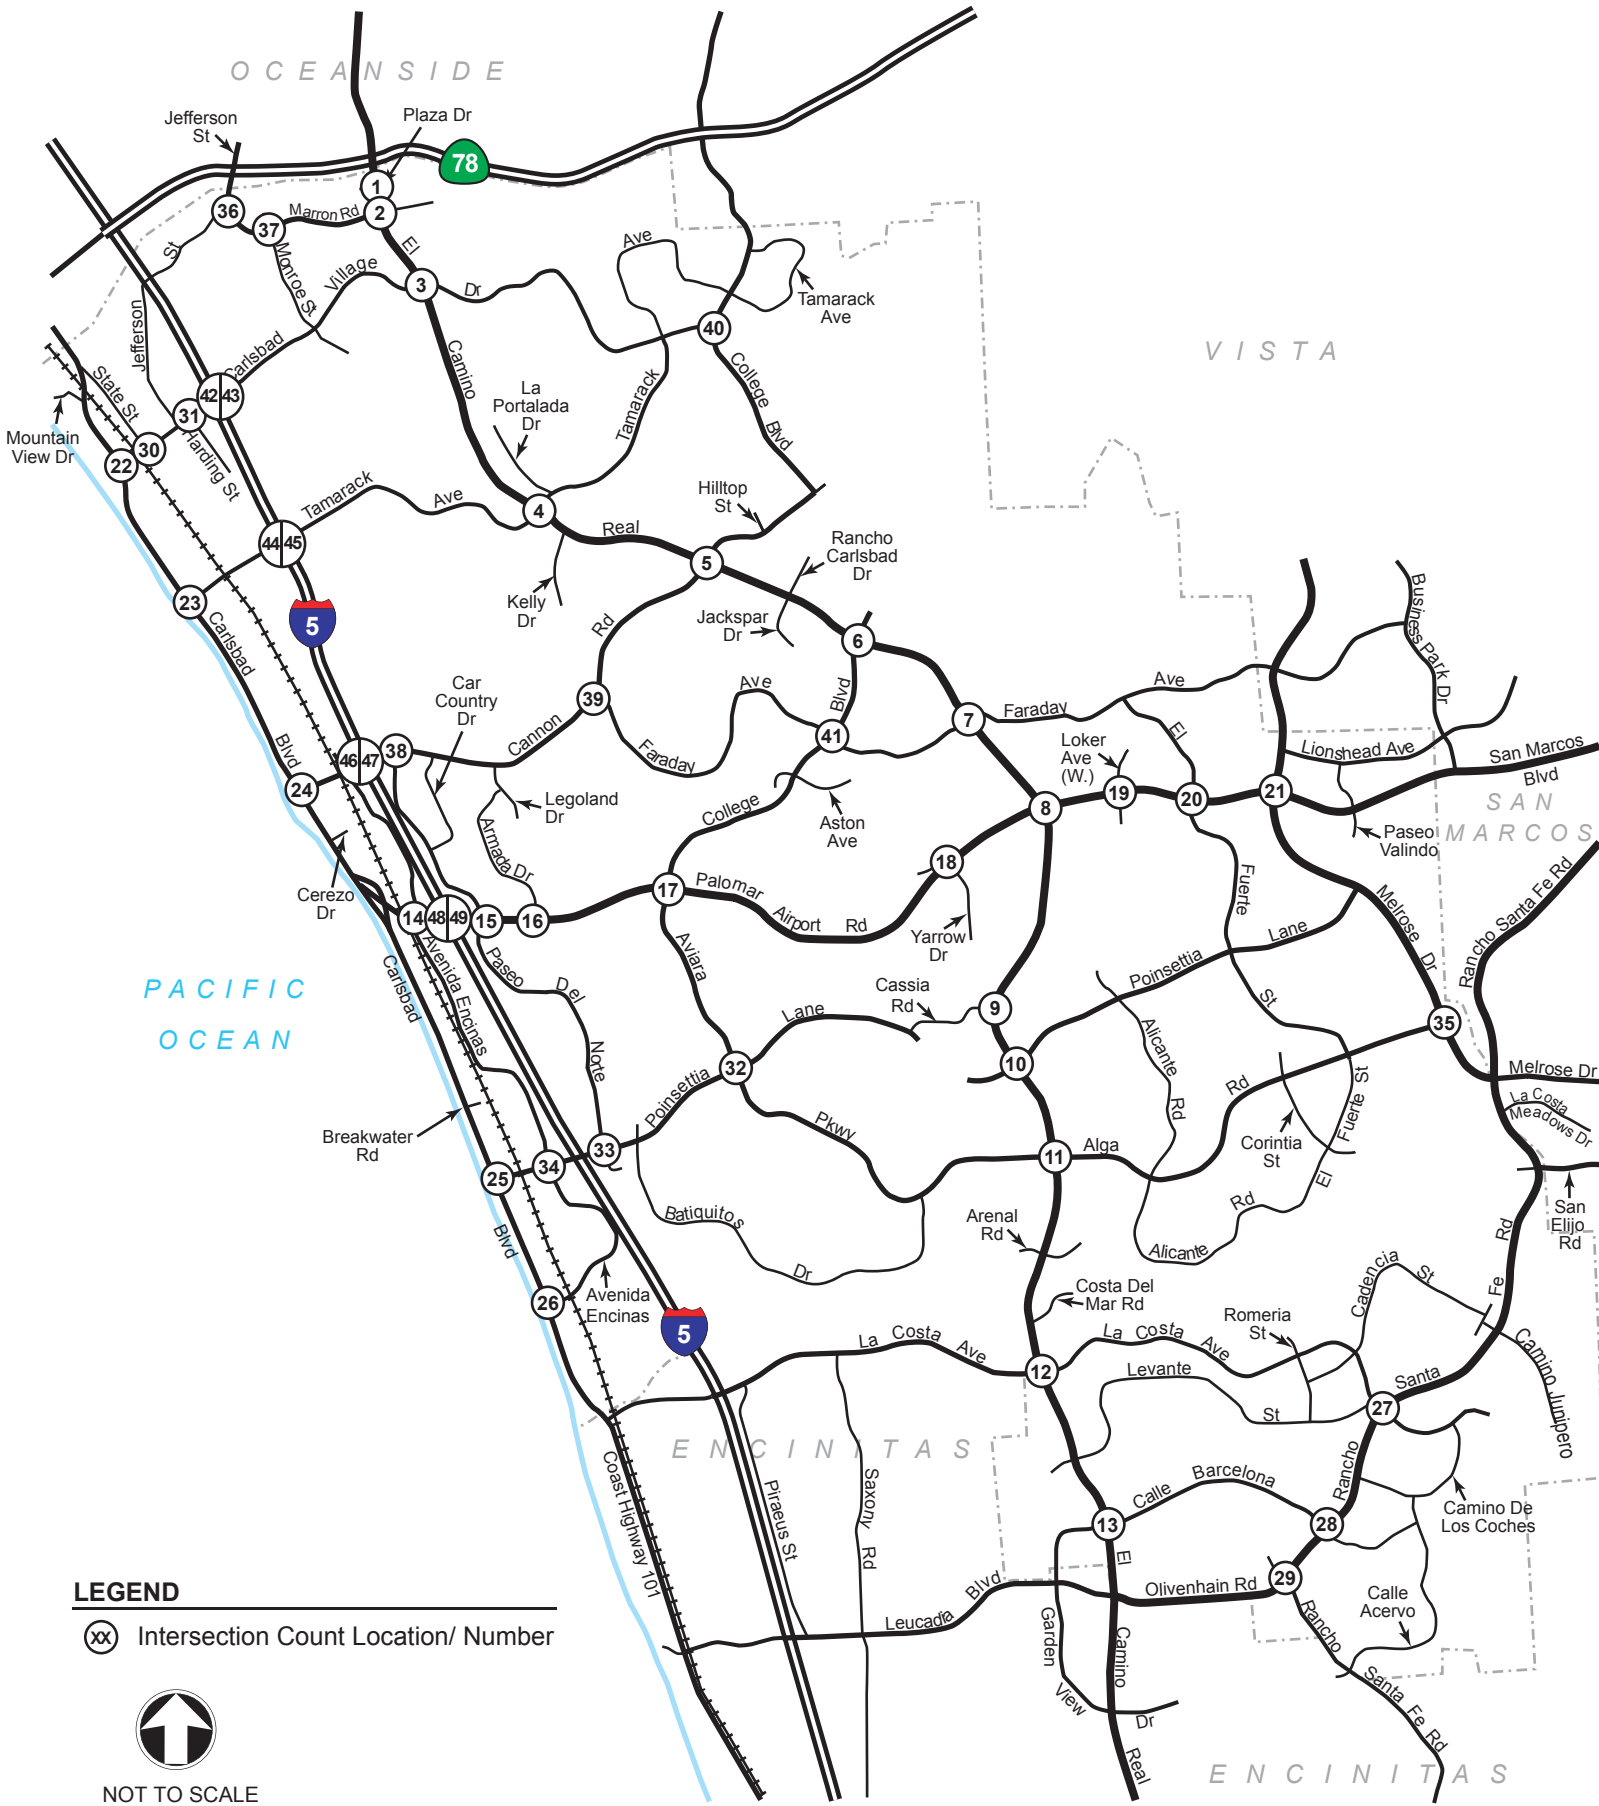 OCEANSIDE
Jefferson
St
Plaza Dr
78
1
36
Marron Rd
2
37
El
St
Monroe St
Village
3
Dr
Ave
Tamarack
Ave
40
VISTA
Jefferson
Carlsbad
Camino
College
Blvd
State St
42
43
La
Portalada
Dr
Tamarack
Mountain
View Dr
31
30
22
Harding St
Tamarack
Ave
4
Real
Hilltop
St
44
45
5
Rancho
Carlsbad
Dr
23
5
Kelly
Dr
Rd
Jackspar
Dr
6
Business Park Dr
Carlsbad
Car
Country
Dr
39
Ave
Blvd
Ave
Faraday
7
El
Blvd
46
47
38
Cannon
Faraday
41
Loker
Ave
(W.)
Lionshead Ave
San Marcos
Blvd
24
Legoland
Dr
College
Aston
Ave
8
19
20
21
SAN
MARCOS
Paseo
Valindo
Armada Dr
Cerezo
Dr
18
Fuerte
17
Palomar
Airport
Rd
14
48
49
15
16
Yarrow
Dr
Lane
Melrose
Dr
Rancho Santa Fe Rd
PACIFIC
OCEAN
Carlsbad
Avenida Encinas
Paseo
Del
Norte
Aviara
Poinsettia
Cassia
Rd
9
Lane
St
Alicante
Rd
35
10
32
Poinsettia
Rd
Melrose Dr
La Costa
Meadows Dr
Breakwater
Rd
Pkwy
Corintia
St
Fuerte St
33
34
25
11
Alga
El
San
Elijo
Rd
Batiquitos
Dr
Arenal
Rd
Rd
Alicante
Rd
Blvd
Cadencia
St
Fe
26
Avenida
Encinas
Costa Del
Mar Rd
Romeria
St
5
La Costa
Ave
La Costa
Ave
Camino Junipero
12
Levante
St
Santa
27
ENCINITAS
Coast Highway 101
Piraeus St
Saxony
Rd
Calle
Barcelona
Rancho
Camino De
Los Coches
13
28
El
29
Olivenhain Rd
Blvd
Leucadia
Calle
Acervo
Garden
View
Dr
Camino
Real
Rancho
Santa
Fe
Rd
ENCINITAS
LEGEND
XX Intersection Count Location/ Number
NOT TO SCALE